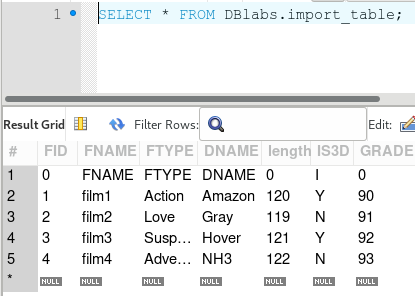 1 SELECT * FROM DBlabs.import_table;
Result Grid Filter Rows: Edit:
# FID FNAME FTYPE DNAME length IS3D GRADE
1 0 FNAME FTYPE DNAME 0 I 0
2 1 film1 Action Amazon 120 Y 90
3 2 film2 Love Gray 119 N 91
4 3 film3 Susp... Hover 121 Y 92
5 4 film4 Adve... NH3 122 N 93
* NULL NULL NULL NULL NULL NULL NULL